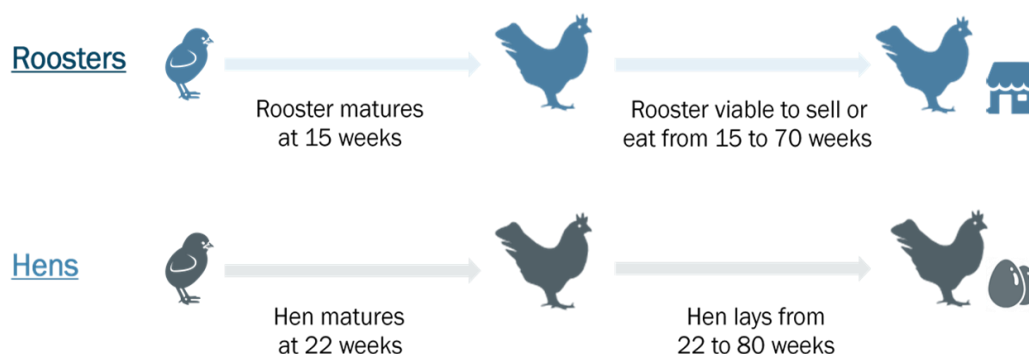 Roosters
Rooster matures
at 15 weeks
Rooster viable to sell or
eat from 15 to 70 weeks
Hens
Hen matures
at 22 weeks
Hen lays from
22 to 80 weeks